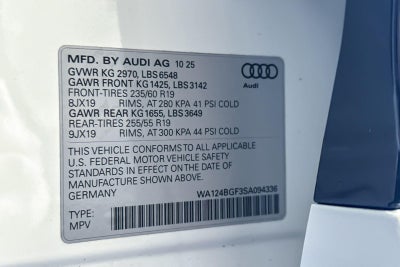 MFD. BY AUDI AG 10 25
GVWR KG 2970, LBS 6548
GAWR FRONT KG 1425, LBS 3142
FRONT-TIRES 235/60 R19
8JX19 RIMS, AT 280 KPA 41 PSI COLD
GAWR REAR KG1655, LBS 3649
REAR-TIRES 255/55 R19
9JX19 RIMS, AT 300 KPA 44 PSI COLD
Audi
THIS VEHICLE CONFORMS TO ALL APPLICABLE
U.S. FEDERAL MOTOR VEHICLE SAFETY
STANDARDS IN EFFECT ON THE DATE OF
MANUFACTURE SHOWN ABOVE.
GERMANY WA124BGF3SA094336
TYPE:
MPV